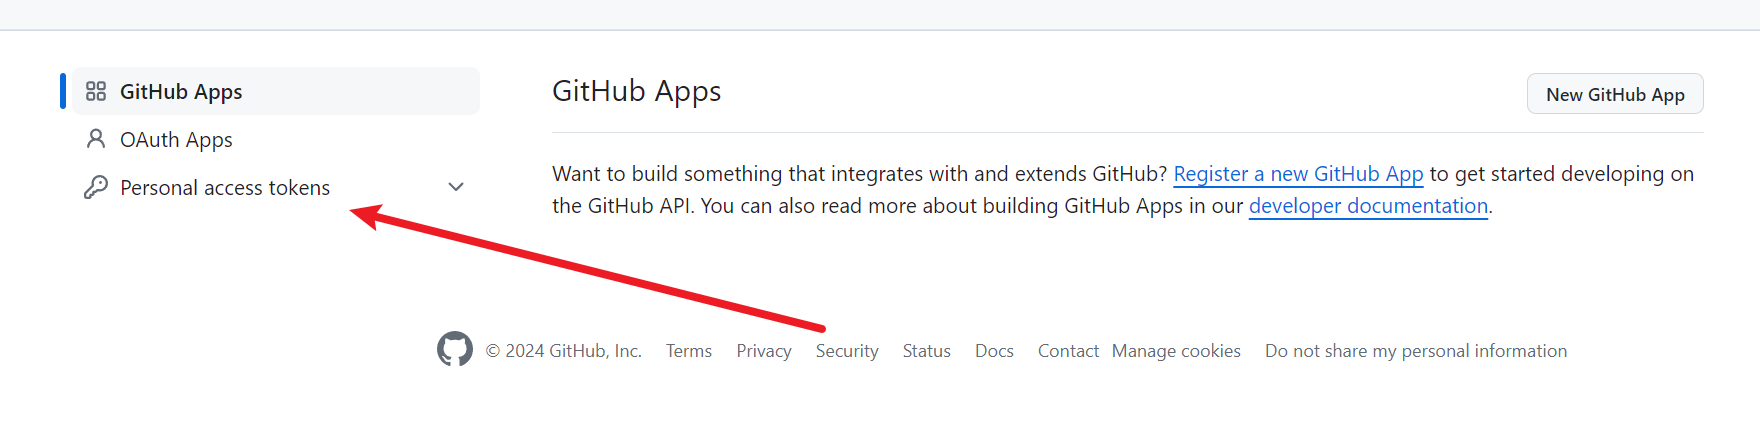 GitHub Apps
OAuth Apps
Personal access tokens
GitHub Apps
New GitHub App
Want to build something that integrates with and extends GitHub? Register a new GitHub App to get started developing on
the GitHub API. You can also read more about building GitHub Apps in our developer documentation.
© 2024 GitHub, Inc. Terms Privacy Security Status Docs Contact Manage cookies Do not share my personal information